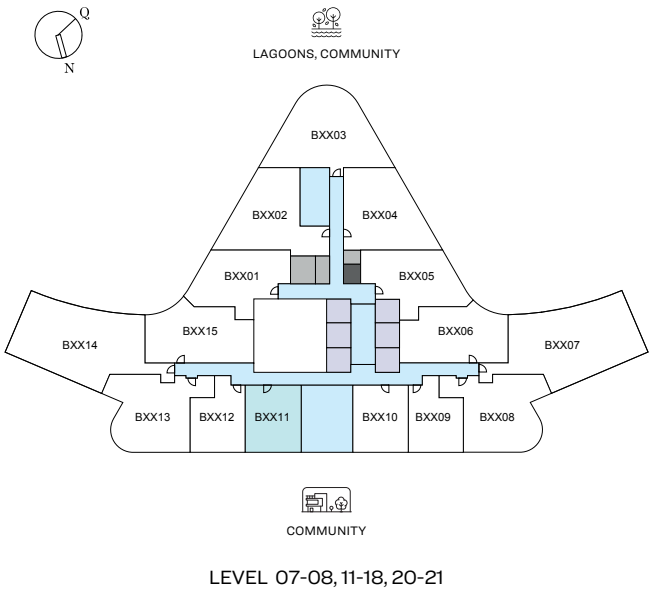 Q
N
LAGOONS, COMMUNITY
BXX03
BXX02
BXX04
BXX01
BXX05
BXX14
BXX15
BXX06
BXX07
BXX13
BXX12
BXX11
BXX10
BXX09
BXX08
COMMUNITY
LEVEL 07-08, 11-18, 20-21